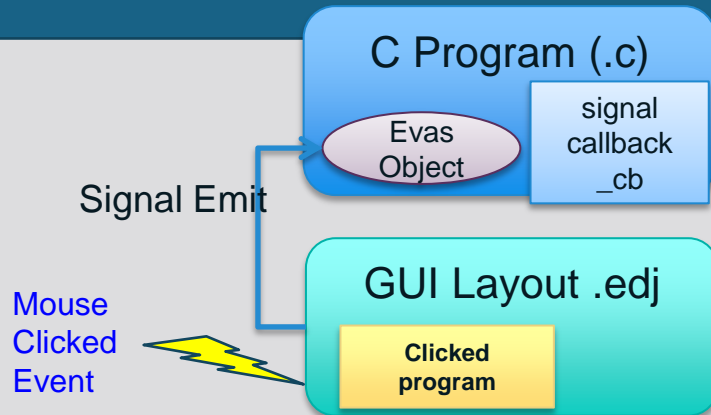 C Program (.c)
Evas
Object
signal
callback
_cb
Signal Emit
GUI Layout .edj
Mouse
Clicked
Event
Clicked
program